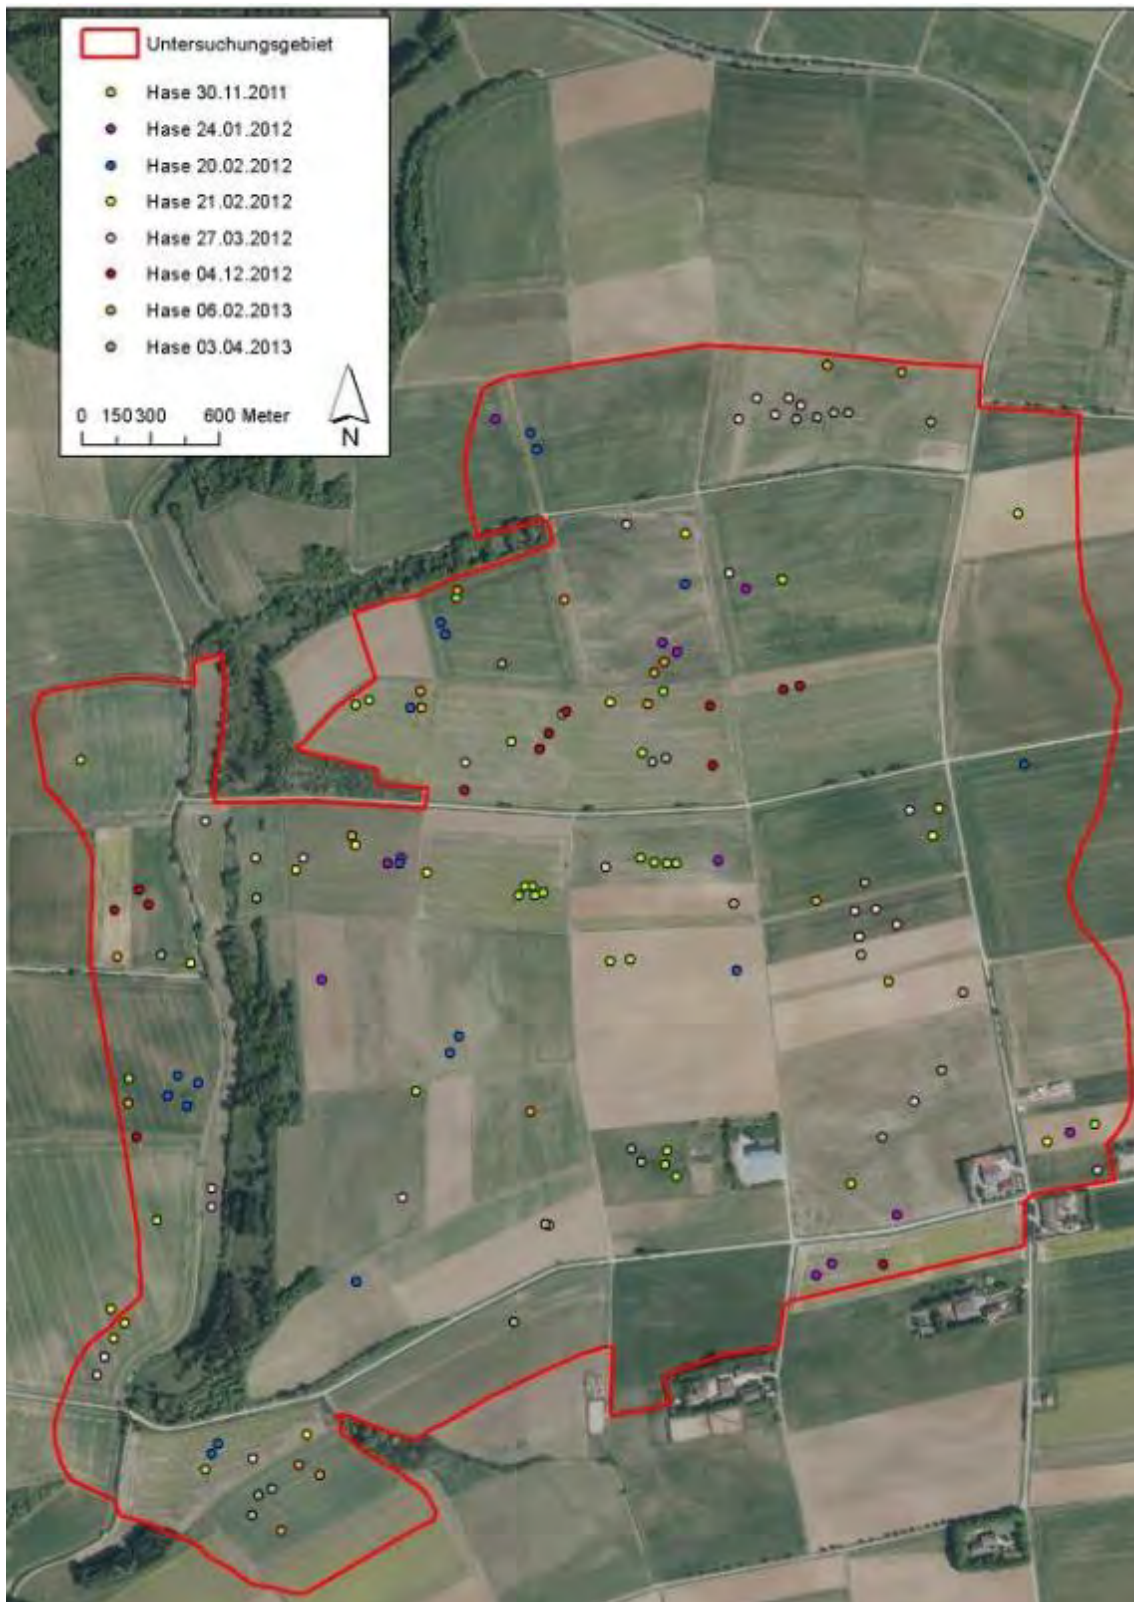 Untersuchungsgebiet
Hase 30.11.2011
Hase 24.01.2012
Hase 20.02.2012
Hase 21.02.2012
Hase 27.03.2012
Hase 04.12.2012
Hase 06.02.2013
Hase 03.04.2013
0 150 300 600 Meter
N